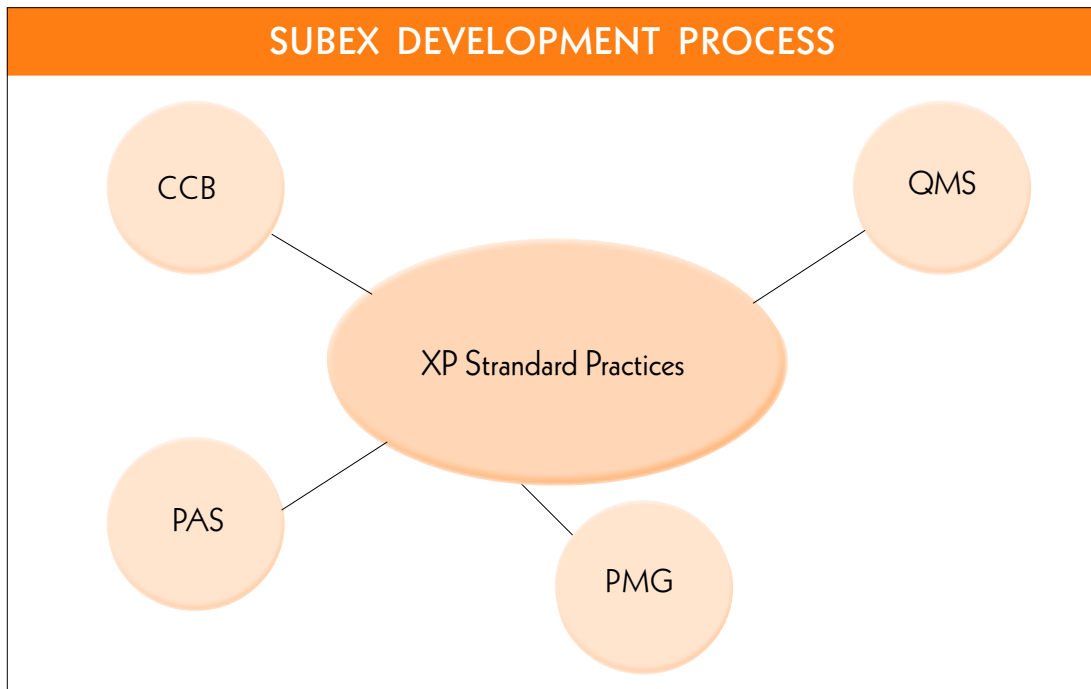 SUBEX DEVELOPMENT PROCESS
CCB
QMS
XP Strandard Practices
PAS
PMG